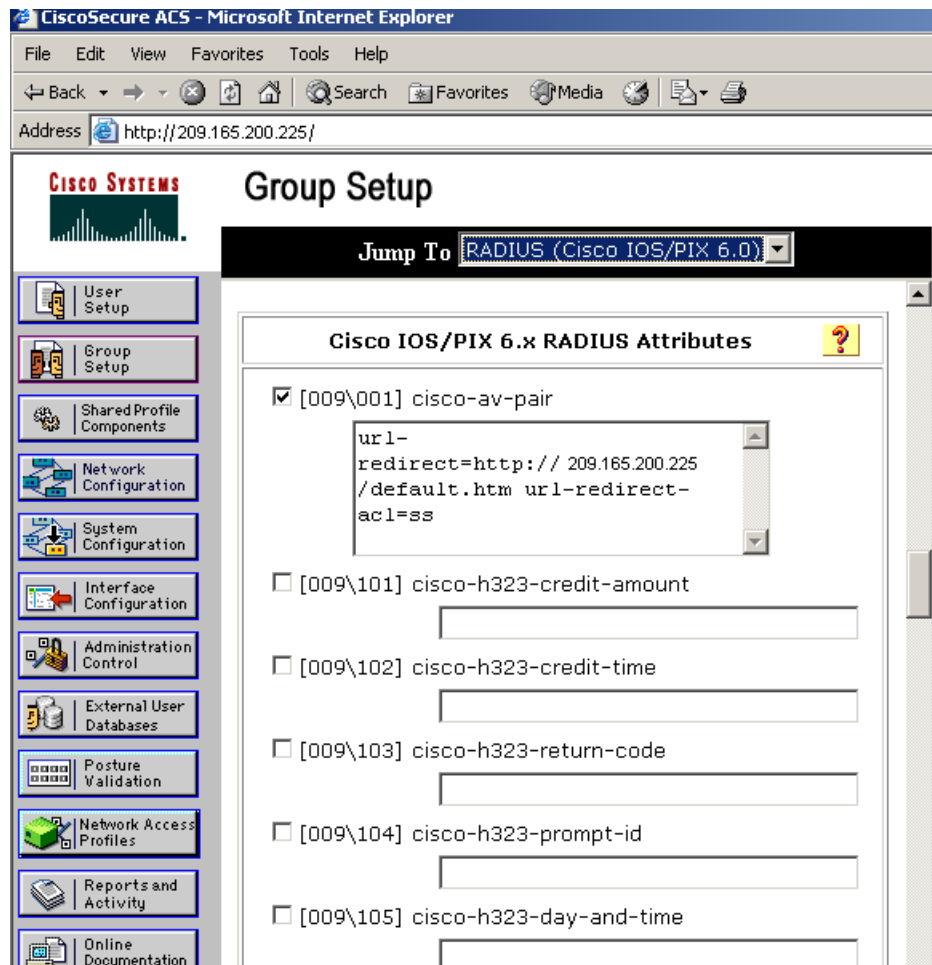 CiscoSecure ACS - Microsoft Internet Explorer
File Edit View Favorites Tools Help
Back Search Favorites Media
Address http://209.165.200.225/
CISCO SYSTEMS
Group Setup
Jump To RADIUS (Cisco IOS/PIX 6.0)
User
Setup
Group
Setup
Shared Profile
Components
Network
Configuration
System
Configuration
Interface
Configuration
Administration
Control
External User
Databases
Posture
Validation
Network Access
Profiles
Reports and
Activity
Online
Documentation
Cisco IOS/PIX 6.x RADIUS Attributes ?
[009\001] cisco-av-pair
url-
redirect=http:// 209.165.200.225
/default.htm url-redirect-
acl=ss
[009\101] cisco-h323-credit-amount
[009\102] cisco-h323-credit-time
[009\103] cisco-h323-return-code
[009\104] cisco-h323-prompt-id
[009\105] cisco-h323-day-and-time